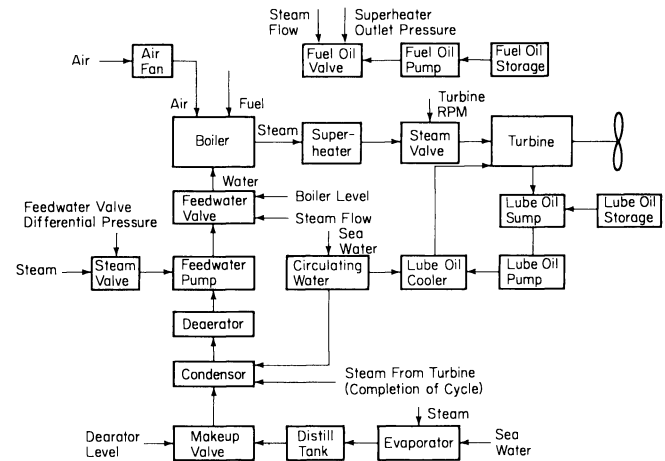 Steam
Flow
Superheater
Outlet Pressure
Air
Air
Fan
Fuel Oil
Valve
Fuel Oil
Pump
Fuel Oil
Storage
Air
Fuel
Turbine
RPM
Boiler
Steam
Super-
heater
Steam
Valve
Turbine
Water
Feedwater Valve
Differential Pressure
Feedwater
Valve
Boiler Level
Steam Flow
Lube Oil
Sump
Lube Oil
Storage
Sea
Water
Steam
Steam
Valve
Feedwater
Pump
Circulating
Water
Lube Oil
Cooler
Lube Oil
Pump
Deaerator
Condensor
Steam From Turbine
(Completion of Cycle)
Steam
Dearator
Level
Makeup
Valve
Distill
Tank
Evaporator
Sea
Water